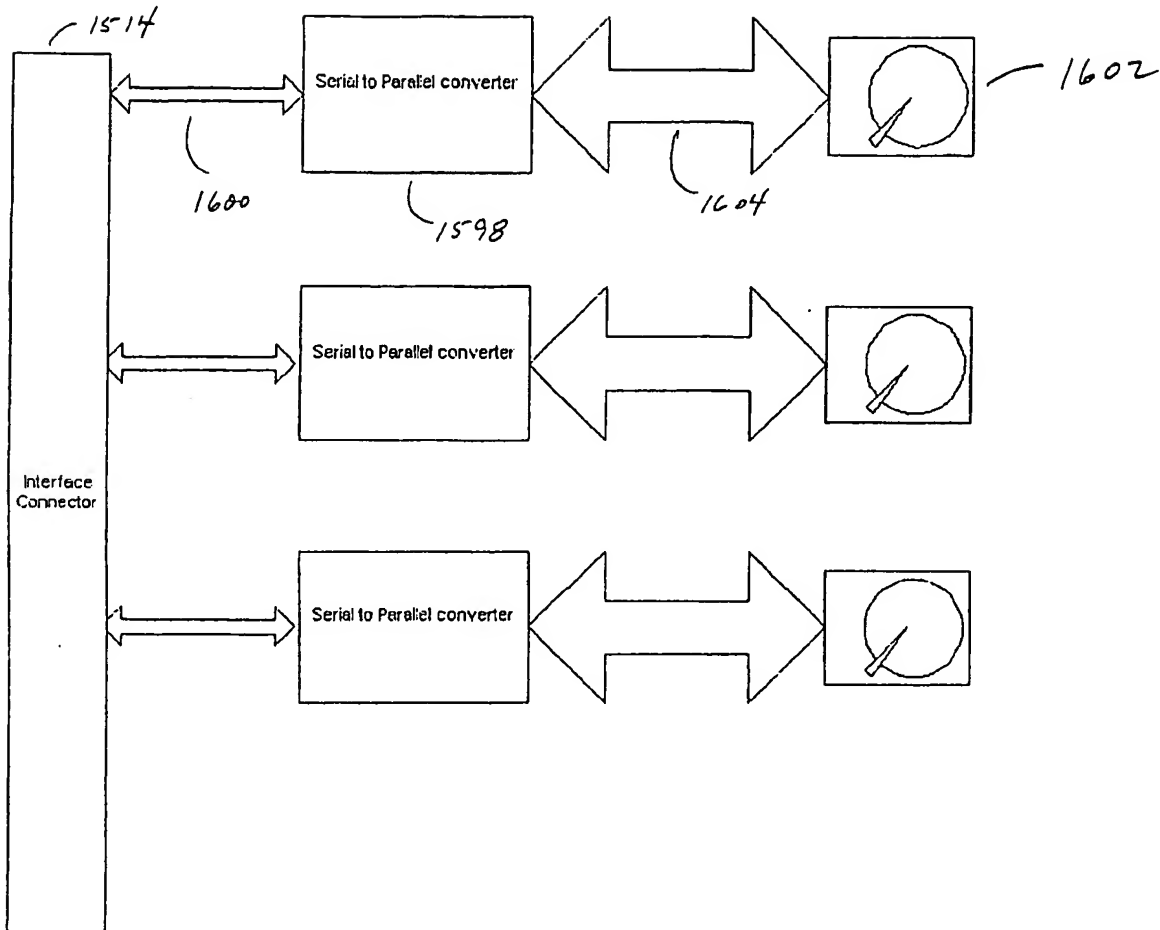 1514
Serial to Parallel converter
1602
1600
1598
1604
Serial to Parallel converter
Interface
Connector
Serial to Parallel converter